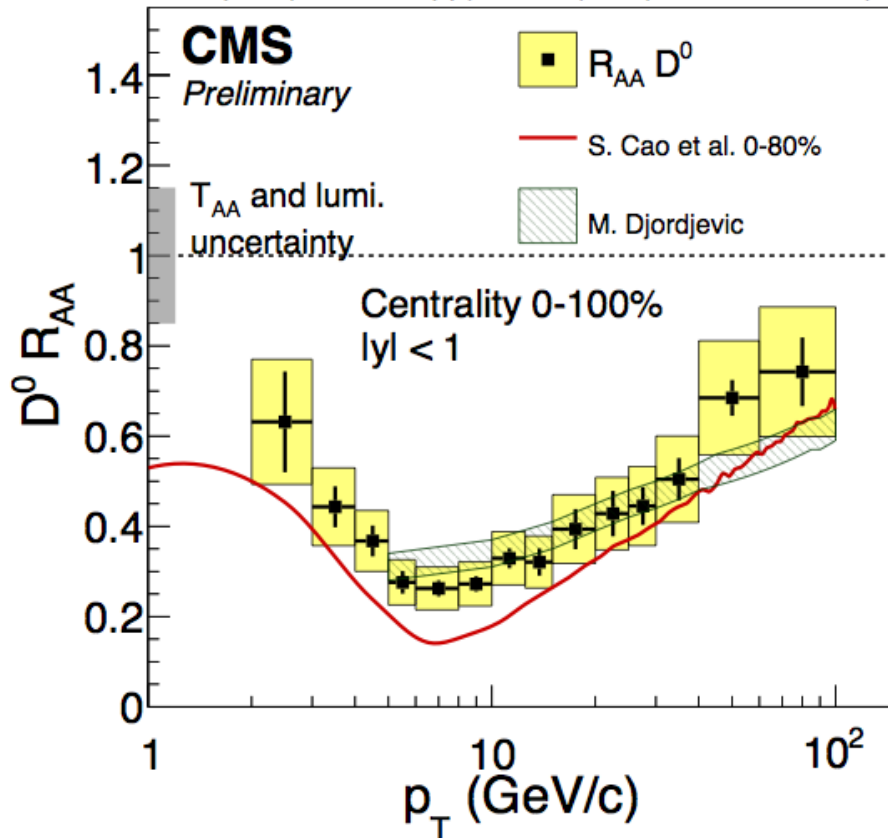 CMS
Preliminary
R_AA D^0
S. Cao et al. 0-80%
M. Djordjevic
T_AA and lumi.
uncertainty
Centrality 0-100%
|y| < 1
D^0 R_AA
1.4
1.2
1
0.8
0.6
0.4
0.2
0
1
10
10^2
p_T (GeV/c)